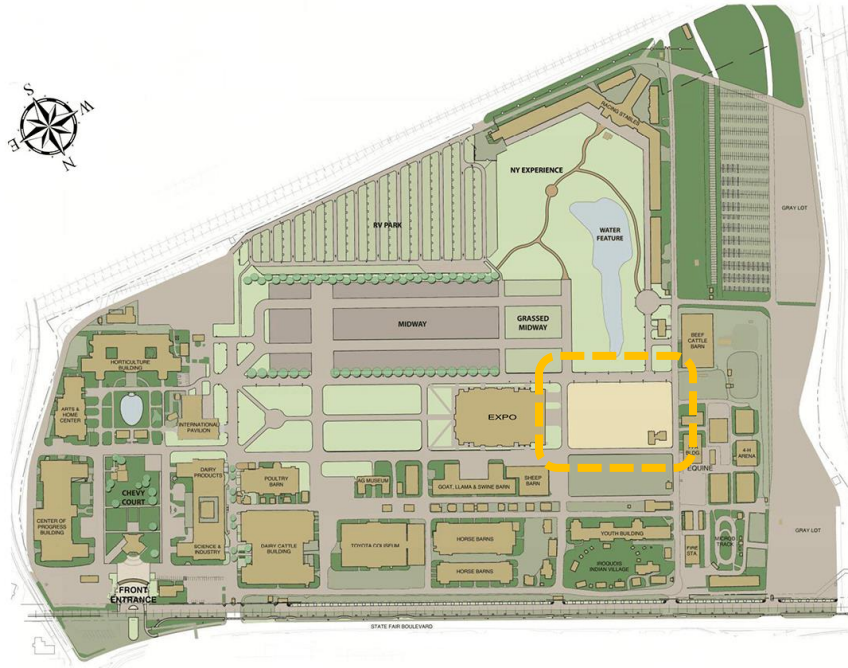 S
W
E
N
RACING STABLES
NY EXPERIENCE
GRAY LOT
RV PARK
WATER
FEATURE
MIDWAY
GRASSED
MIDWAY
BEEF
CATTLE
BARN
HORTICULTURE
BUILDING
ARTS &
HOME
CENTER
INTERNATIONAL
PAVILION
EXPO
BLDG
4-H
ARENA
EQUINE
DAIRY
PRODUCTS
POULTRY
BARN
AG MUSEUM
GOAT, LLAMA & SWINE BARN
SHEEP
BARN
CHEVY
COURT
CENTER OF
PROGRESS
BUILDING
SCIENCE &
INDUSTRY
DAIRY CATTLE
BUILDING
TOYOTA COLISEUM
HORSE BARNS
HORSE BARNS
YOUTH BUILDING
IROQUOIS
INDIAN VILLAGE
FIRE
STA.
MICRO
TRACK
GRAY LOT
FRONT
ENTRANCE
STATE FAIR BOULEVARD